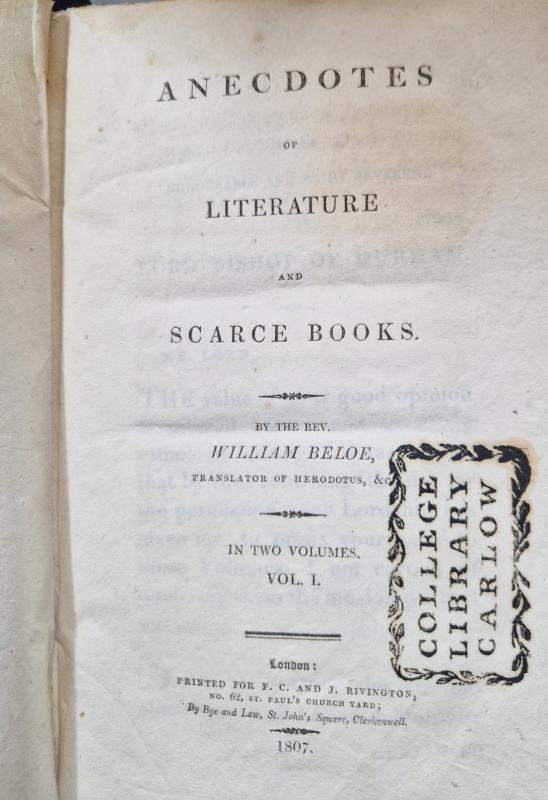 ANECDOTES
OF
LITERATURE
AND
SCARCE BOOKS.
BY THE REV.
WILLIAM BELOE,
TRANSLATOR OF HERODOTUS, &c
IN TWO VOLUMES.
VOL. I.
London:
PRINTED FOR F. C. AND J. RIVINGTON,
NO. 62, ST. PAUL'S CHURCH YARD;
By Bye and Law, St. John's Square, Clerkenwell.
1807.
COLLEGE
LIBRARY
CARLOW